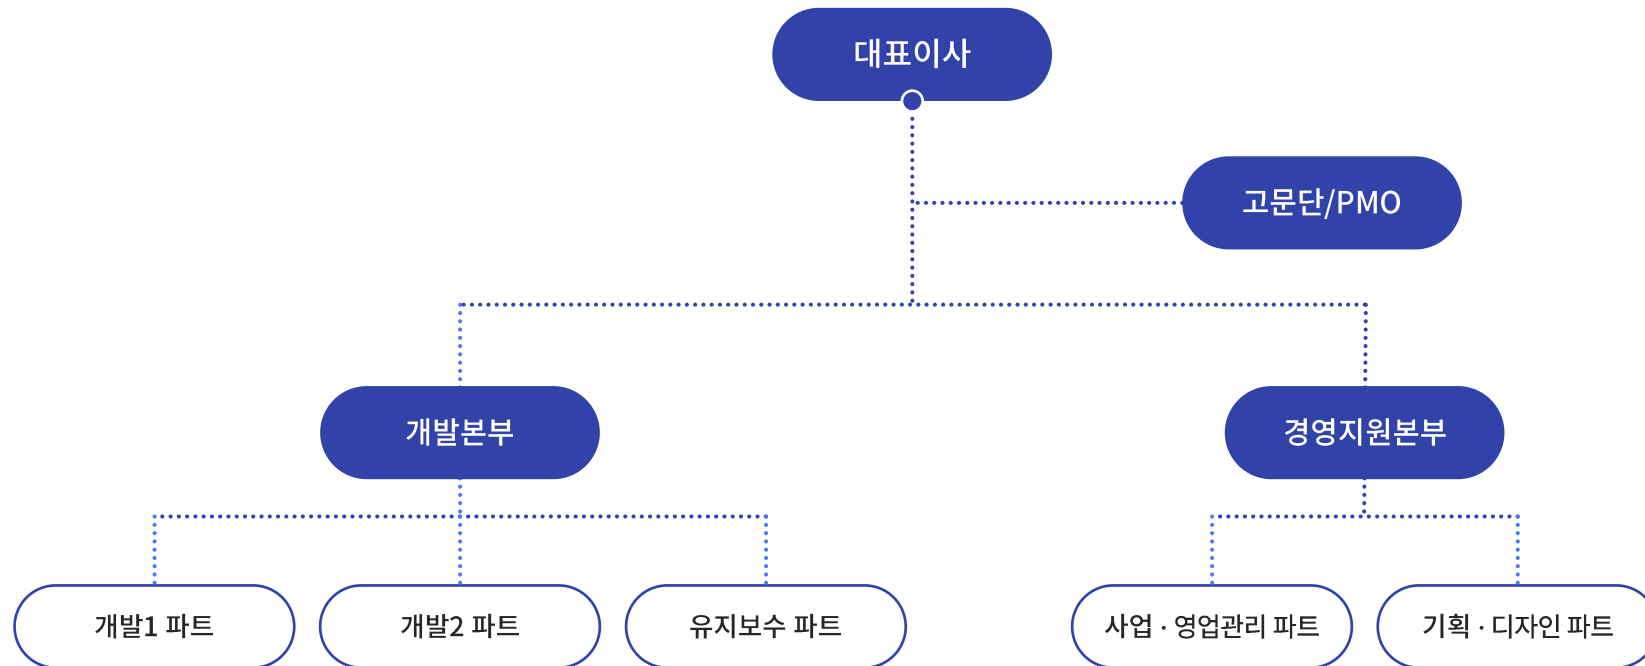 대표이사
고문단/PMO
개발본부
경영지원본부
개발1 파트
개발2 파트
유지보수 파트
사업 · 영업관리 파트
기획 · 디자인 파트